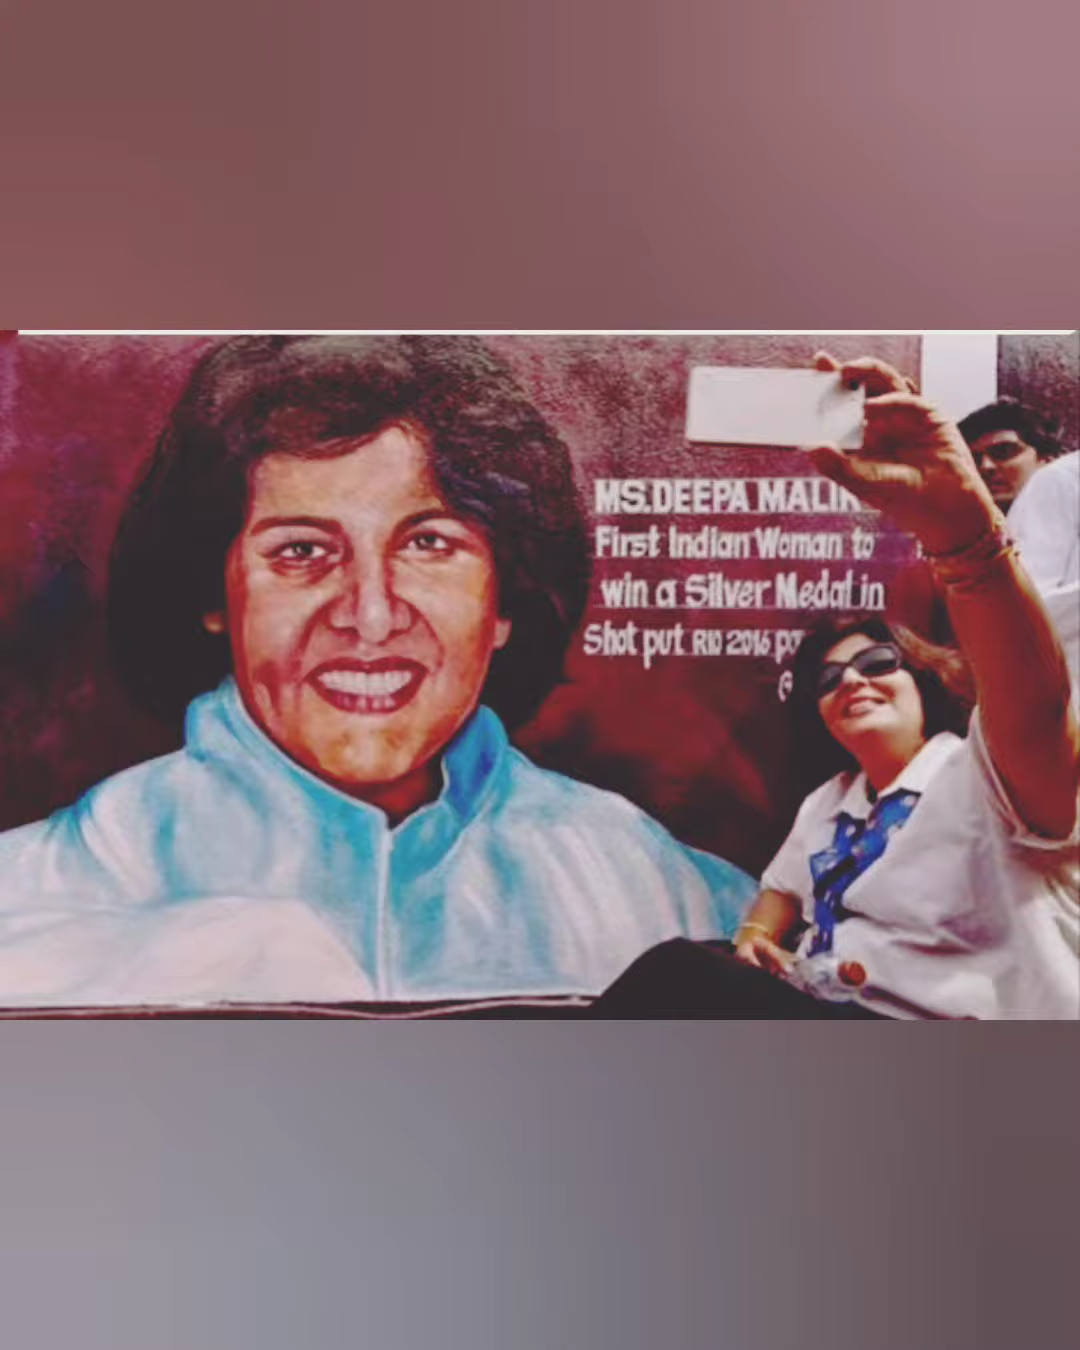 MS.DEEPA MALIK
First Indian Woman to
win a Silver Medal in
Shot put RIO 2016